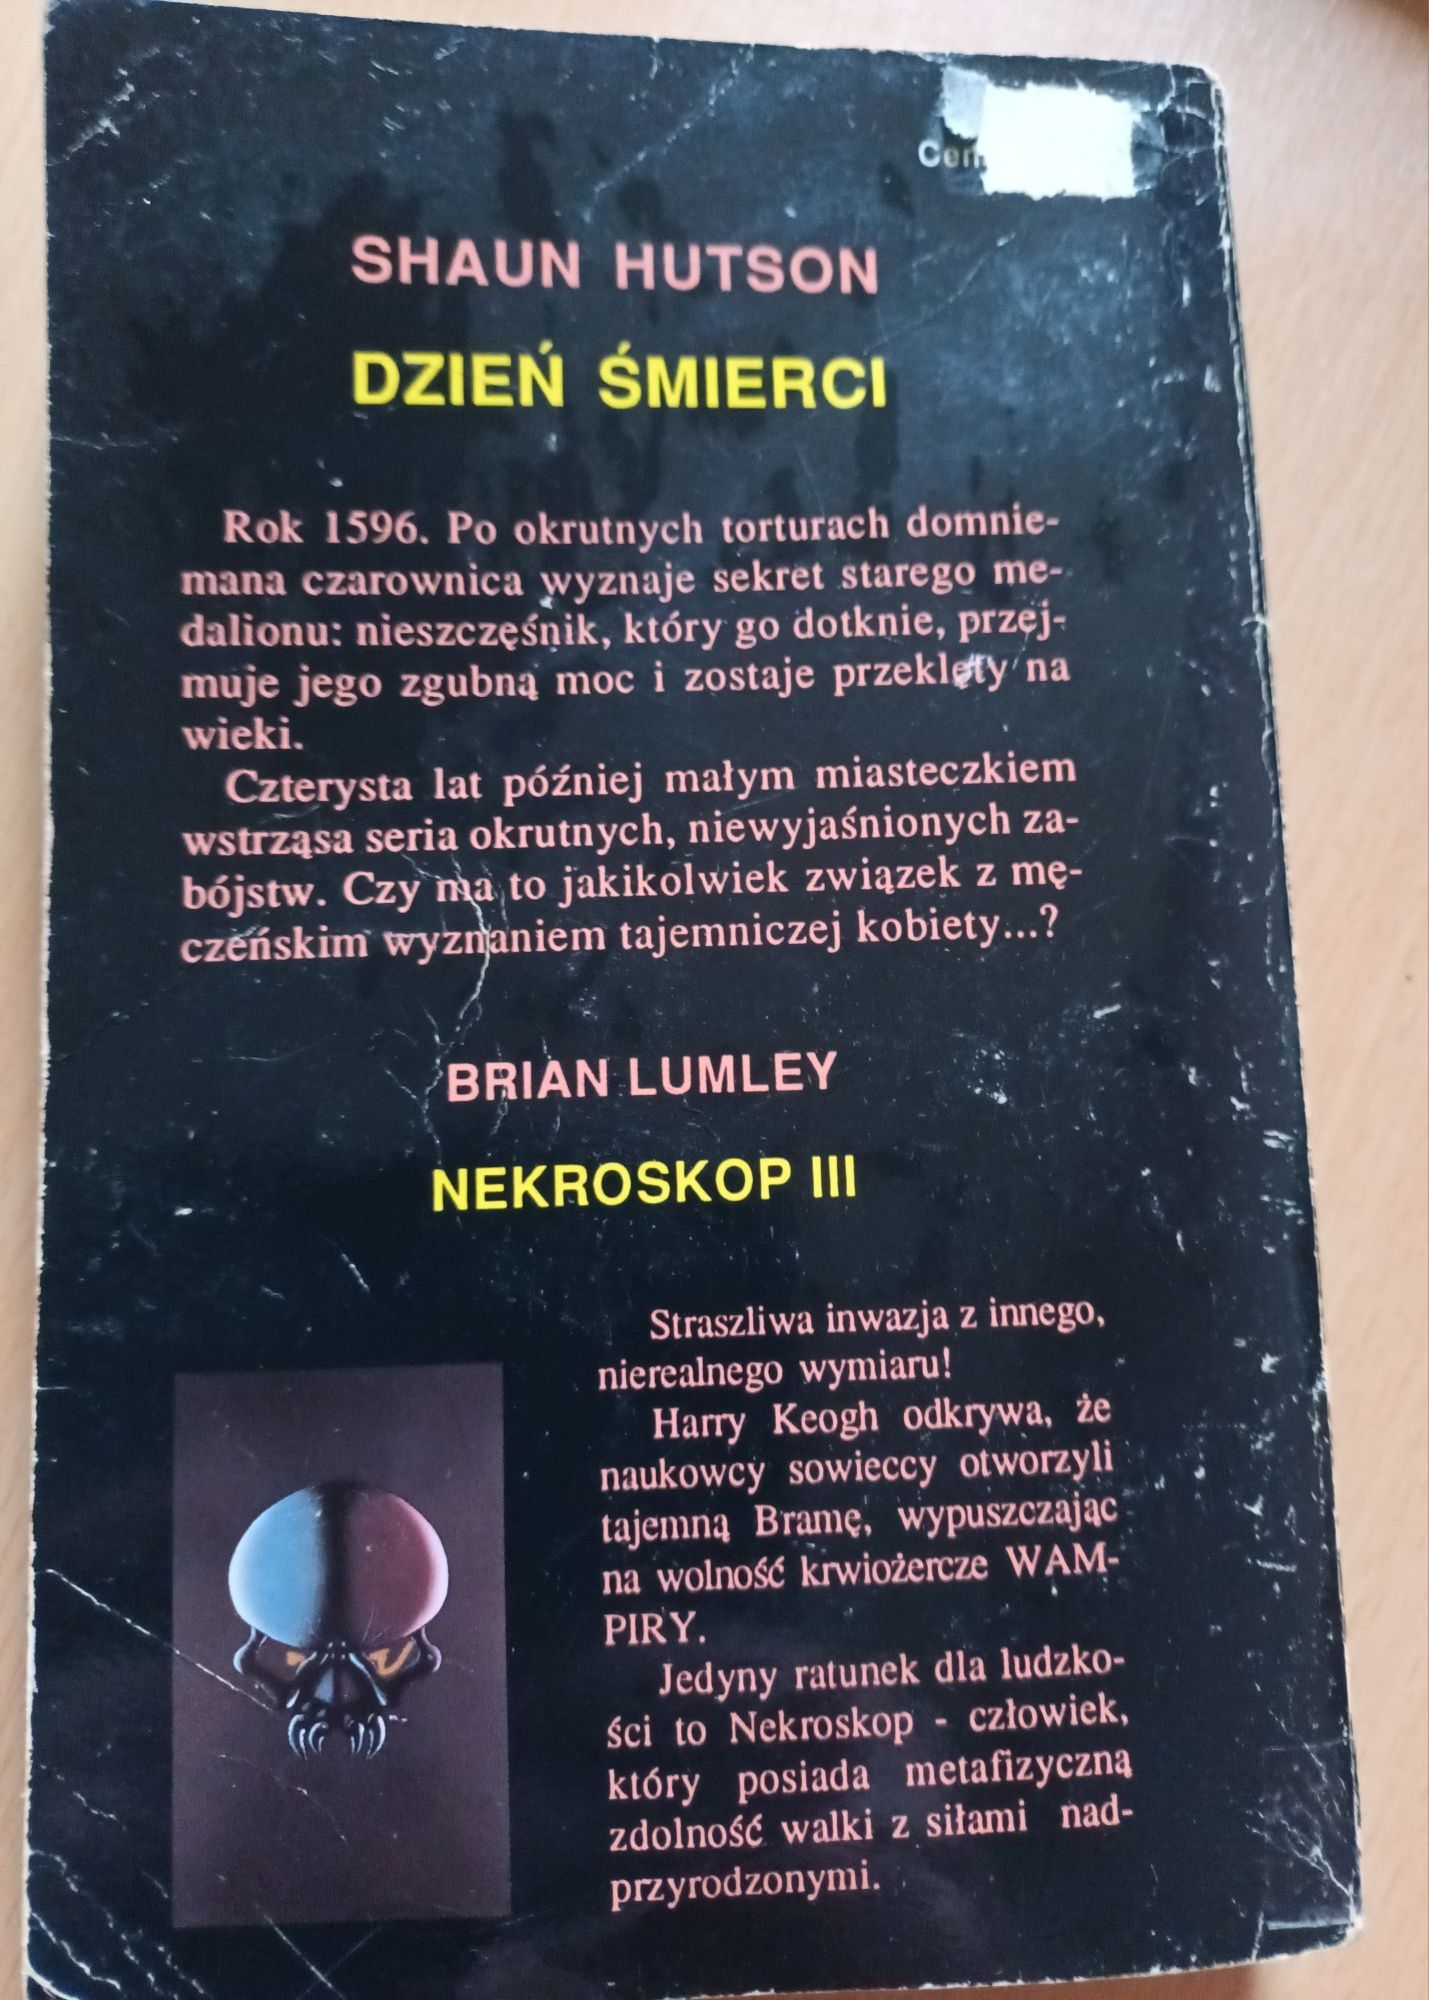 SHAUN HUTSON
DZIEŃ ŚMIERCI
Rok 1596. Po okrutnych torturach domnie-
mana czarownica wyznaje sekret starego me-
dalionu: nieszczęśnik, który go dotknie, przej-
muje jego zgubną moc i zostaje przeklęty na
wieki.
Czterysta lat później małym miasteczkiem
wstrząsa seria okrutnych, niewyjaśnionych za-
bójstw. Czy ma to jakikolwiek związek z mę-
czeńskim wyznaniem tajemniczej kobiety...?
BRIAN LUMLEY
NEKROSKOP III
Straszliwa inwazja z innego,
nierealnego wymiaru!
Harry Keogh odkrywa, że
naukowcy sowieccy otworzyli
tajemną Bramę, wypuszczając
na wolność krwiożercze WAM-
PIRY.
Jedyny ratunek dla ludzko-
ści to Nekroskop - człowiek,
który posiada metafizyczną
zdolność walki z siłami nad-
przyrodzonymi.